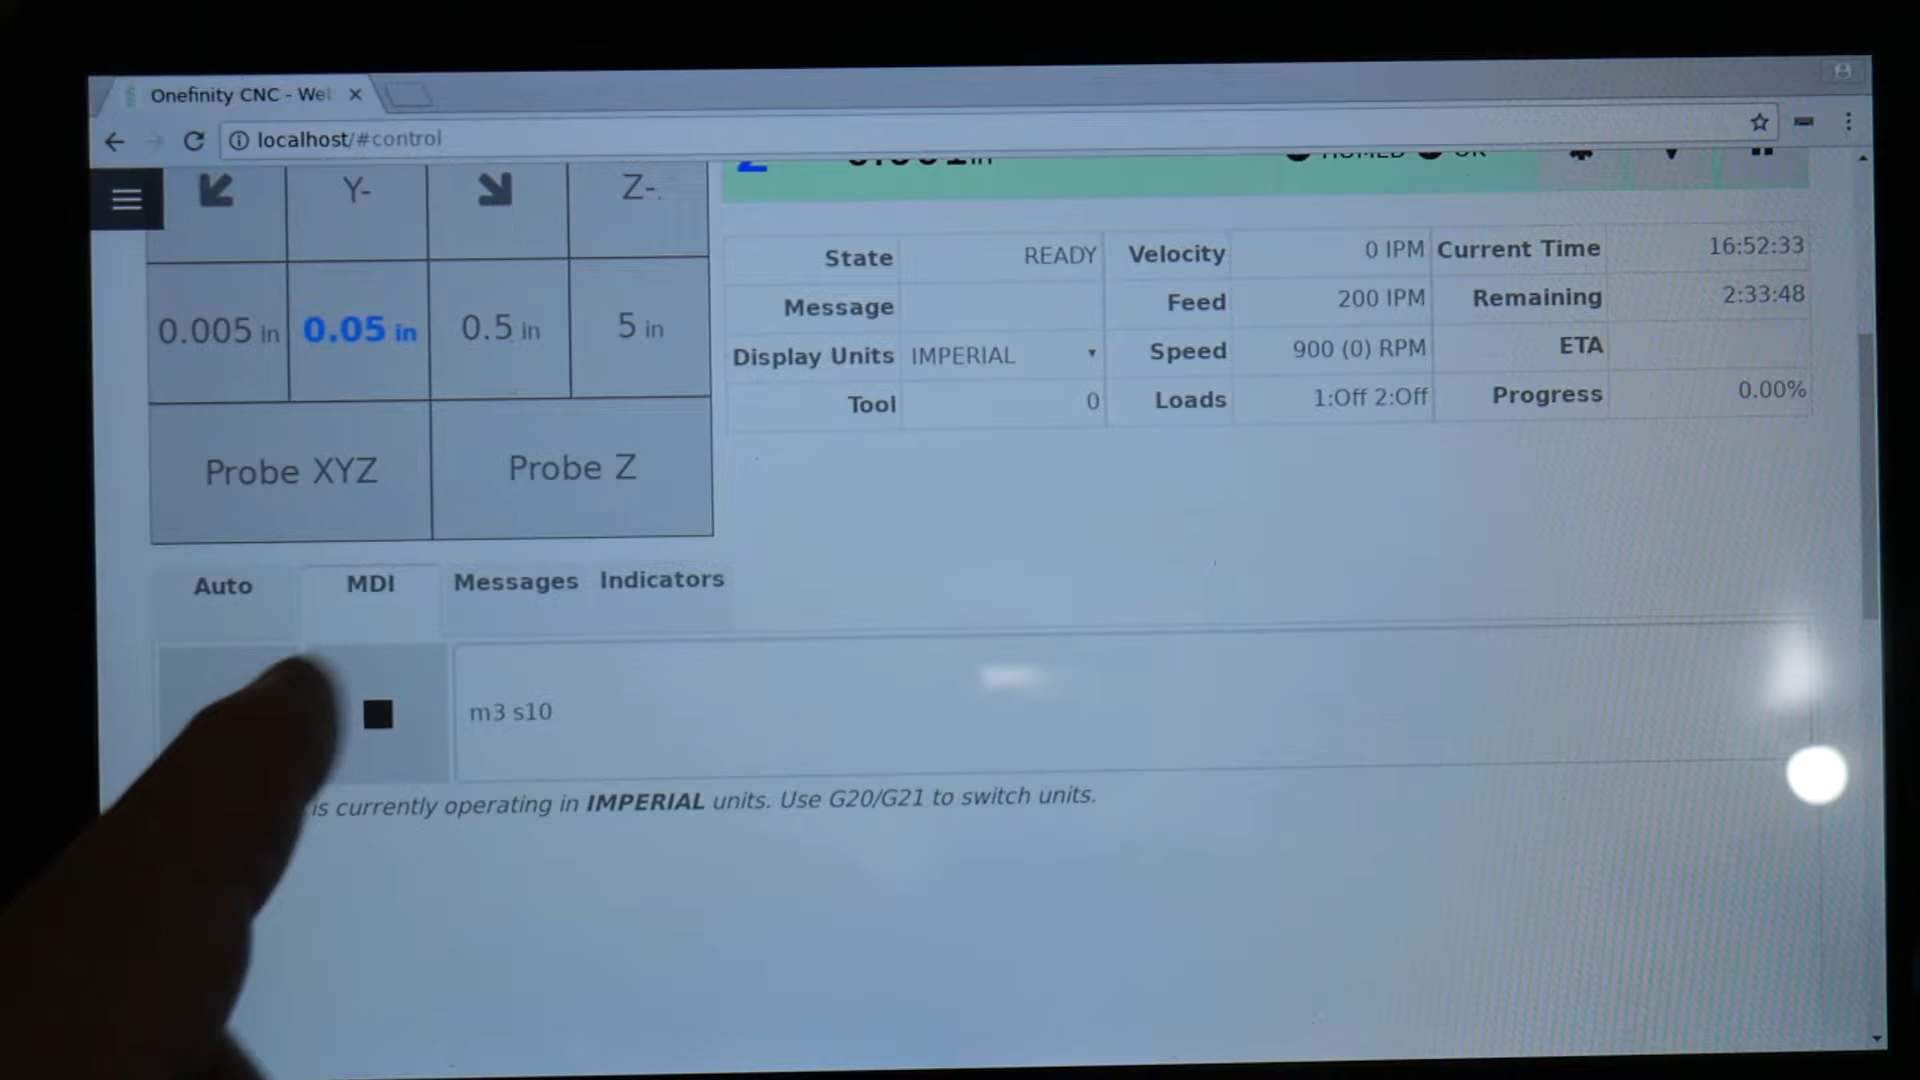 Onefinity CNC - Web
localhost/#control
Y-
Z-
0.005 in
0.05 in
0.5 in
5 in
Probe XYZ
Probe Z
State READY
Velocity 0 IPM
Current Time 16:52:33
Message
Feed 200 IPM
Remaining 2:33:48
Display Units IMPERIAL
Speed 900 (0) RPM
ETA
Tool 0
Loads 1:Off 2:Off
Progress 0.00%
Auto
MDI
Messages
Indicators
m3 s10
is currently operating in IMPERIAL units. Use G20/G21 to switch units.